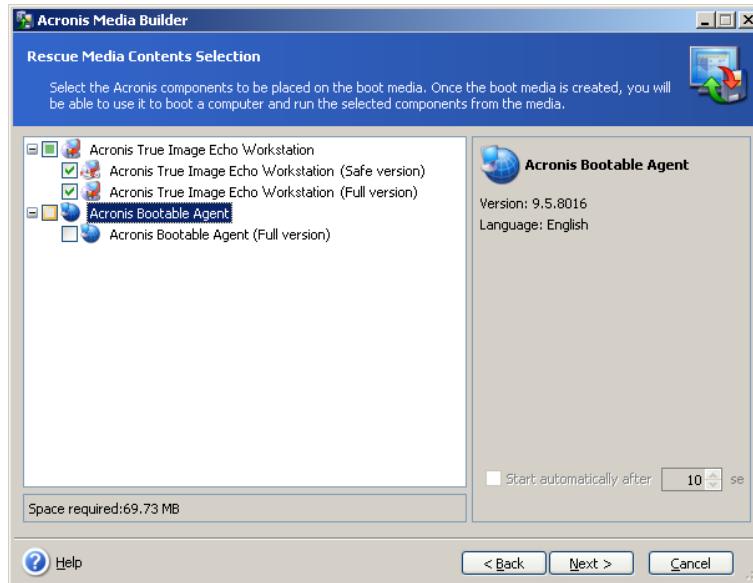 Acronis Media Builder
Rescue Media Contents Selection
Select the Acronis components to be placed on the boot media. Once the boot media is created, you will
be able to use it to boot a computer and run the selected components from the media.
Acronis True Image Echo Workstation
Acronis True Image Echo Workstation (Safe version)
Acronis True Image Echo Workstation (Full version)
Acronis Bootable Agent
Acronis Bootable Agent (Full version)
Space required:69.73 MB
Acronis Bootable Agent
Version: 9.5.8016
Language: English
Start automatically after 10 se
Help
< Back Next > Cancel